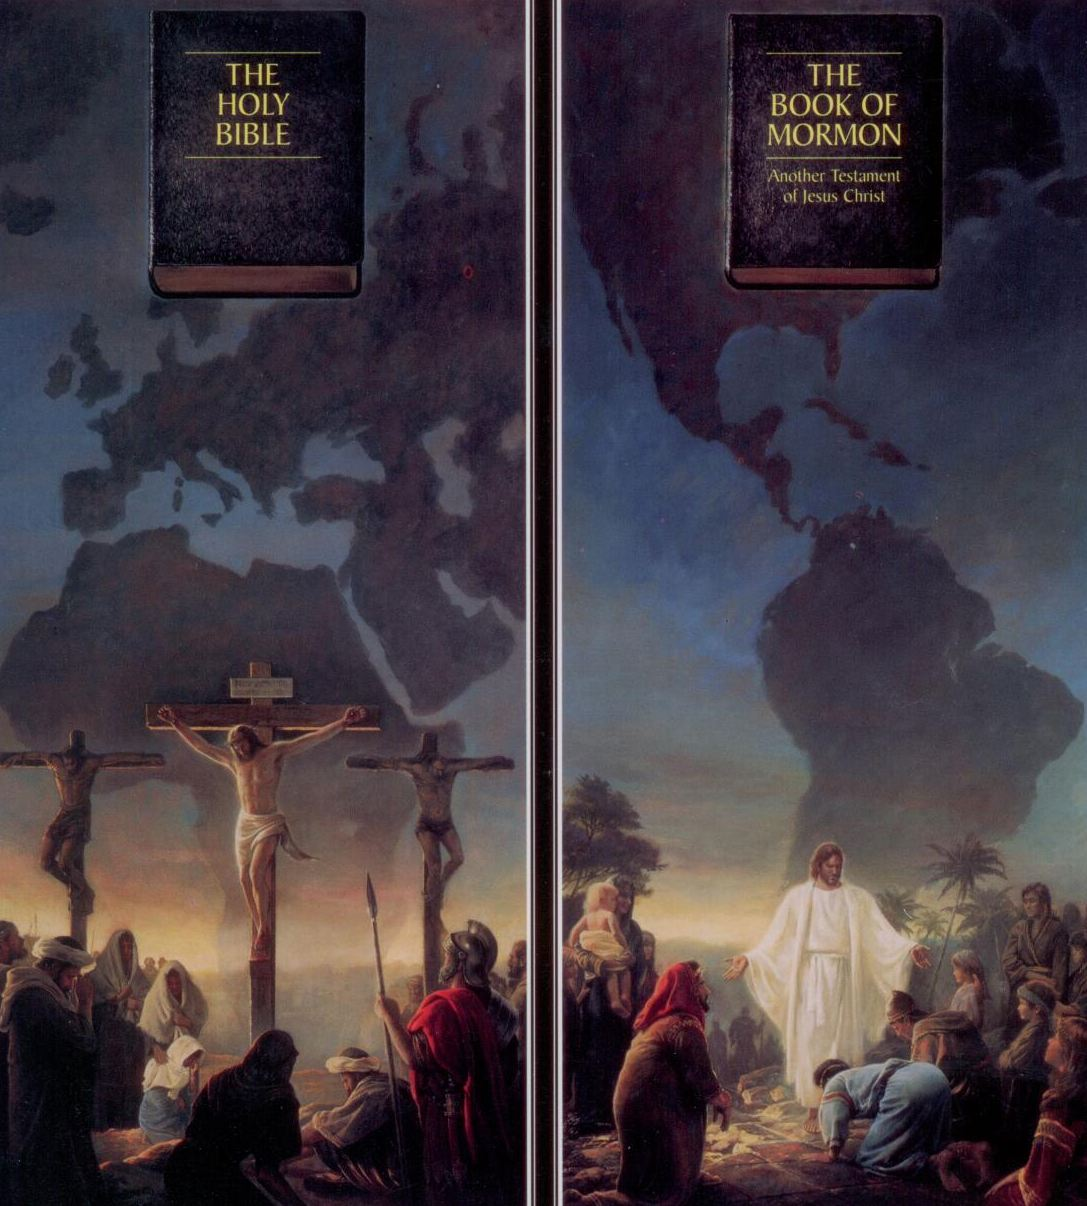 THE
HOLY
BIBLE
THE
BOOK OF
MORMON
Another Testament
of Jesus Christ